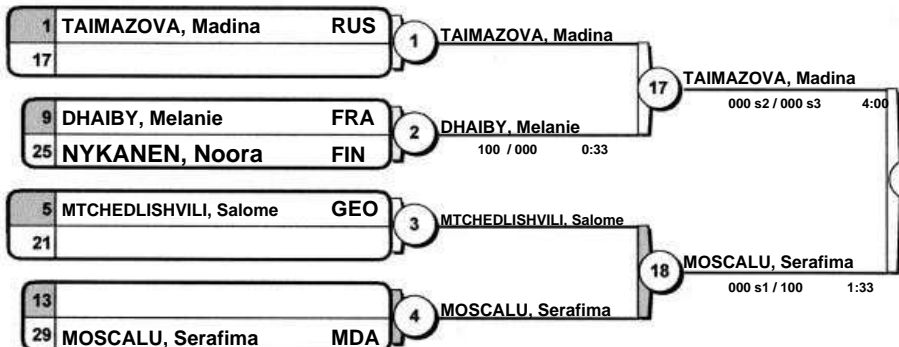 1 TAIMAZOVA, Madina RUS
17
1
TAIMAZOVA, Madina
9 DHAIBY, Melanie FRA
25 NYKANEN, Noora FIN
2
DHAIBY, Melanie
100 / 000 0:33
17
TAIMAZOVA, Madina
000 s2 / 000 s3 4:00
5 MTCHEDLISHVILI, Salome GEO
21
3
MTCHEDLISHVILI, Salome
13
29 MOSCALU, Serafima MDA
4
MOSCALU, Serafima
18
MOSCALU, Serafima
000 s1 / 100 1:33